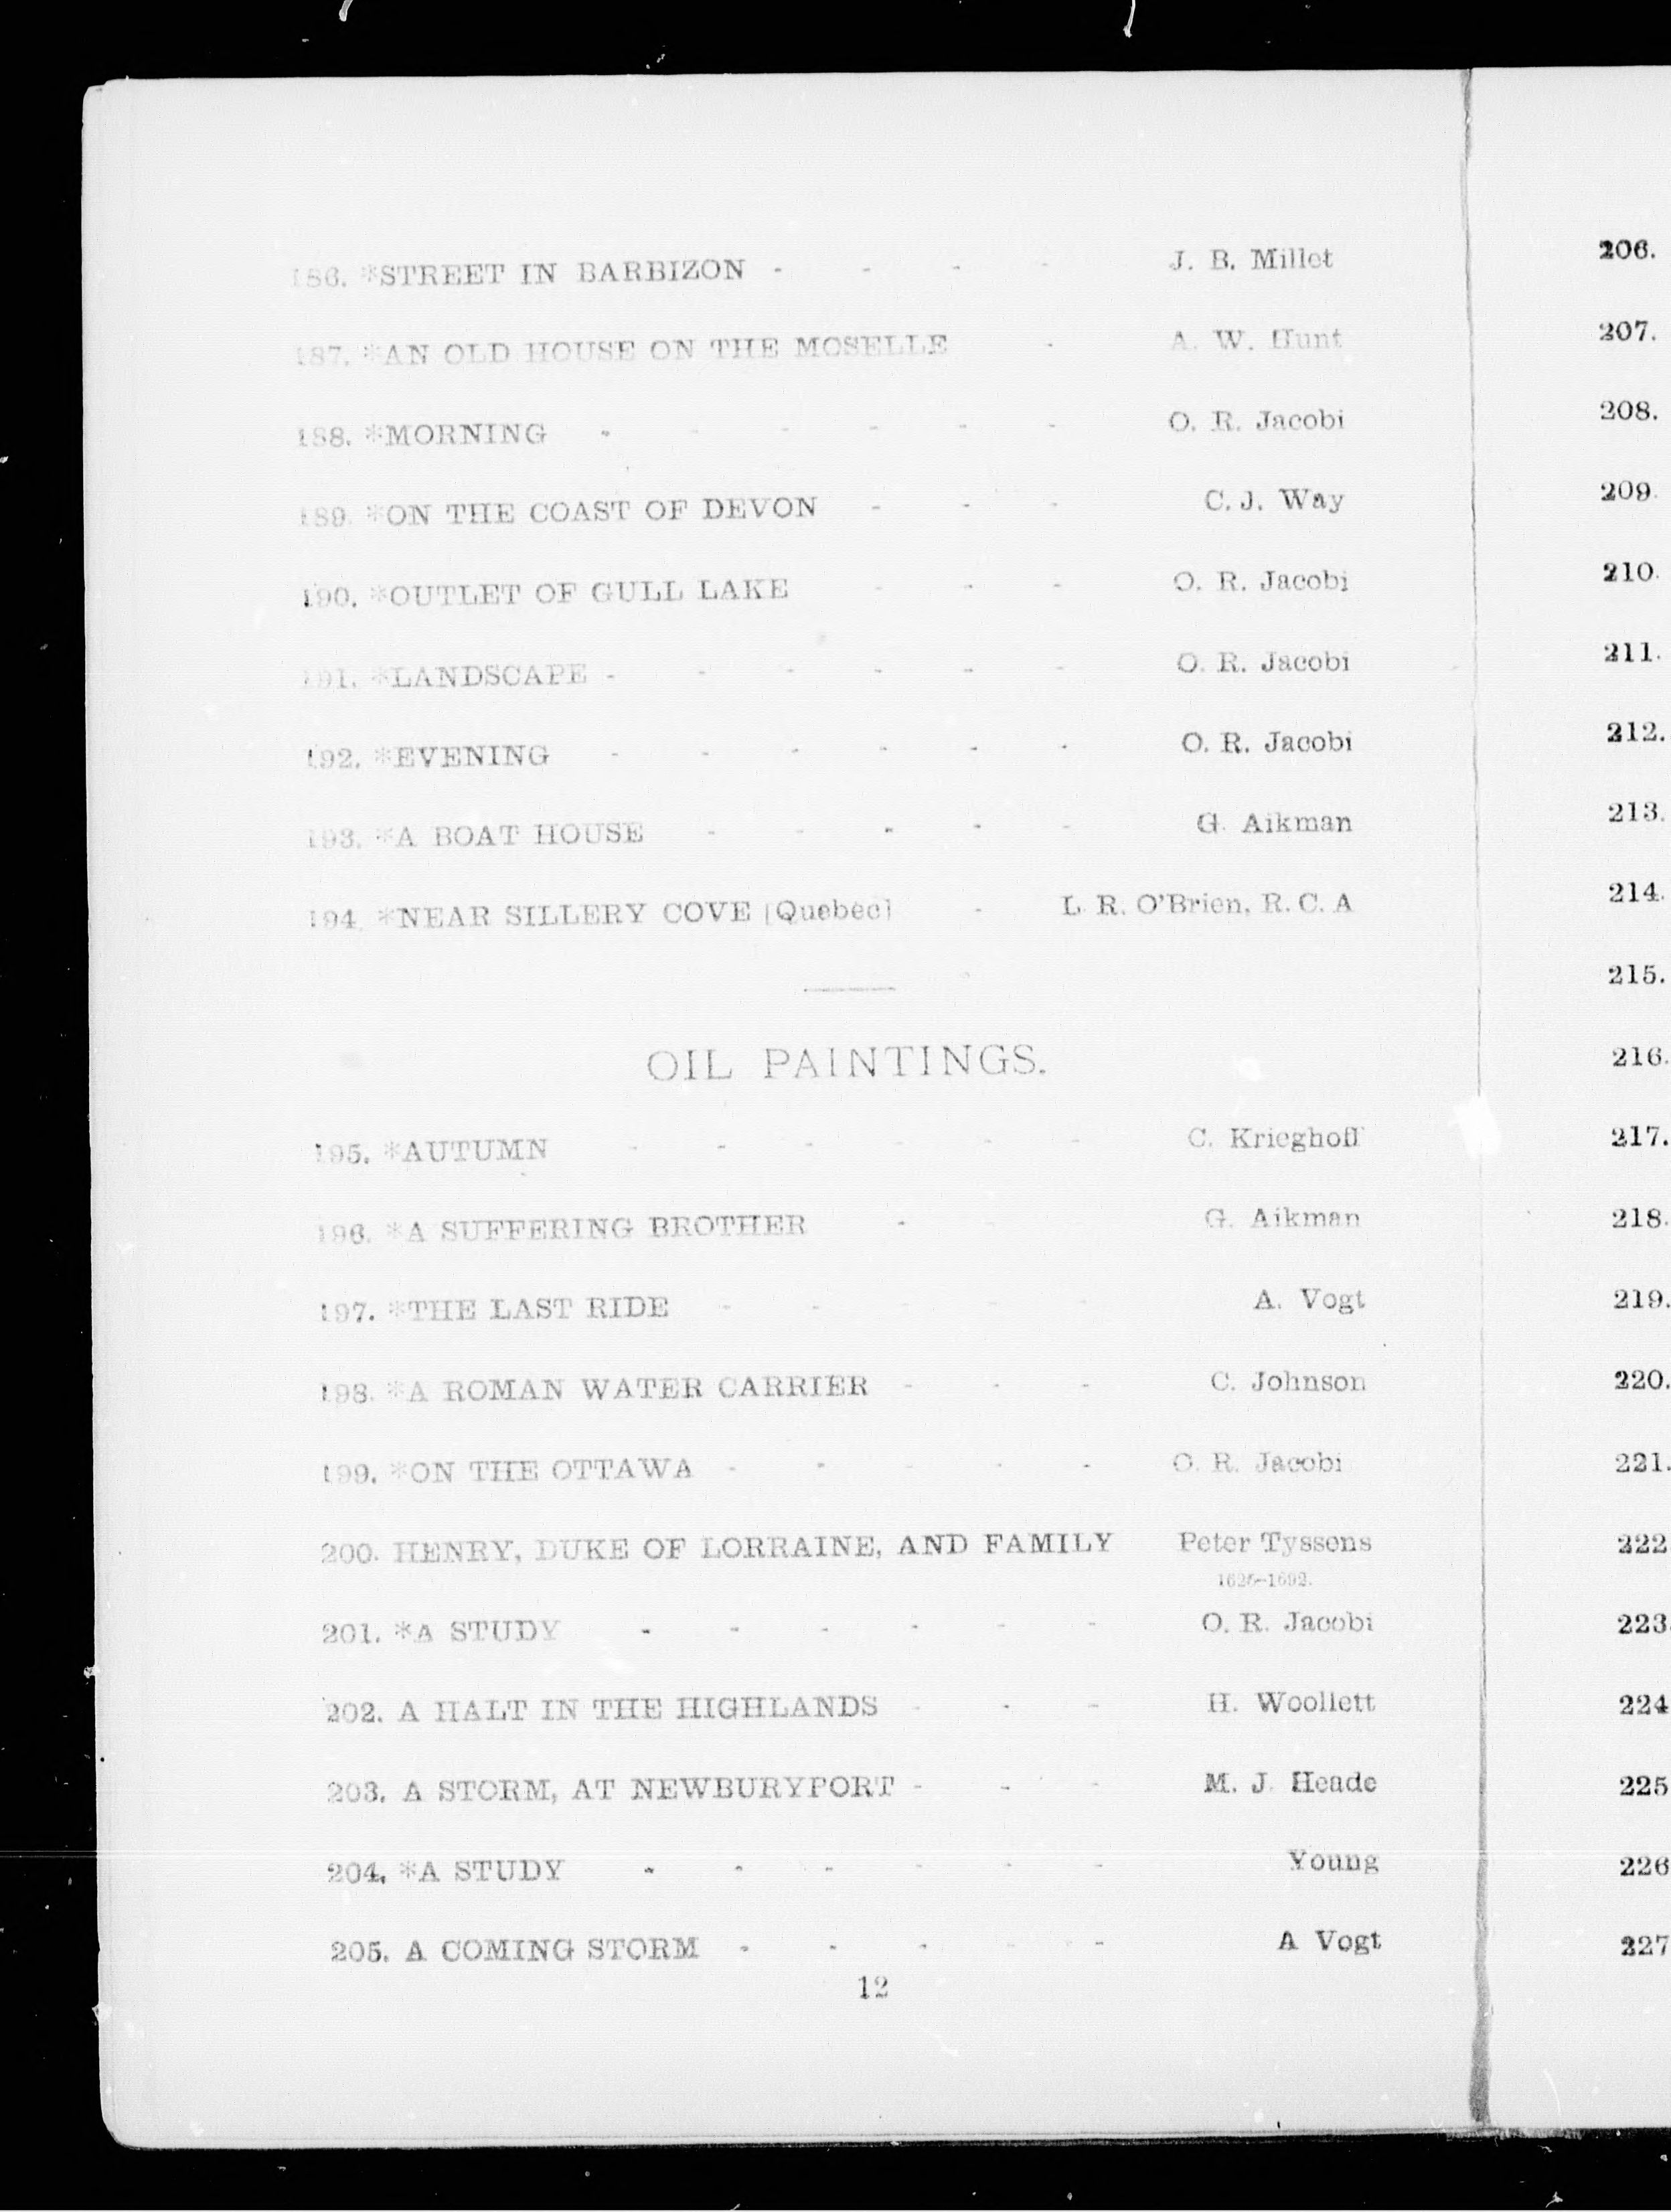 186. *STREET IN BARBIZON - - - - J. B. Millet
187. *AN OLD HOUSE ON THE MOSELLE - A. W. Hunt
188. *MORNING - - - - - - O. R. Jacobi
189. *ON THE COAST OF DEVON - - - C. J. Way
190. *OUTLET OF GULL LAKE - - - O. R. Jacobi
191. *LANDSCAPE - - - - - - O. R. Jacobi
192. *EVENING - - - - - - O. R. Jacobi
193. *A BOAT HOUSE - - - - - G. Aikman
194. *NEAR SILLERY COVE [Quebec] - L. R. O'Brien, R. C. A
OIL PAINTINGS.
195. *AUTUMN - - - - - - C. Krieghoff
196. *A SUFFERING BROTHER - - G. Aikman
197. *THE LAST RIDE - - - - - A. Vogt
198. *A ROMAN WATER CARRIER - - - C. Johnson
199. *ON THE OTTAWA - - - - - O. R. Jacobi
200. HENRY, DUKE OF LORRAINE, AND FAMILY Peter Tyssens
1625-1692.
201. *A STUDY - - - - - - O. R. Jacobi
202. A HALT IN THE HIGHLANDS - - - H. Woollett
203. A STORM, AT NEWBURYPORT - - - M. J. Heade
204. *A STUDY - - - - - - Young
205. A COMING STORM - - - - - A Vogt
12
206.
207.
208.
209.
210.
211.
212.
213.
214.
215.
216.
217.
218.
219.
220.
221.
222
223.
224
225
226
227